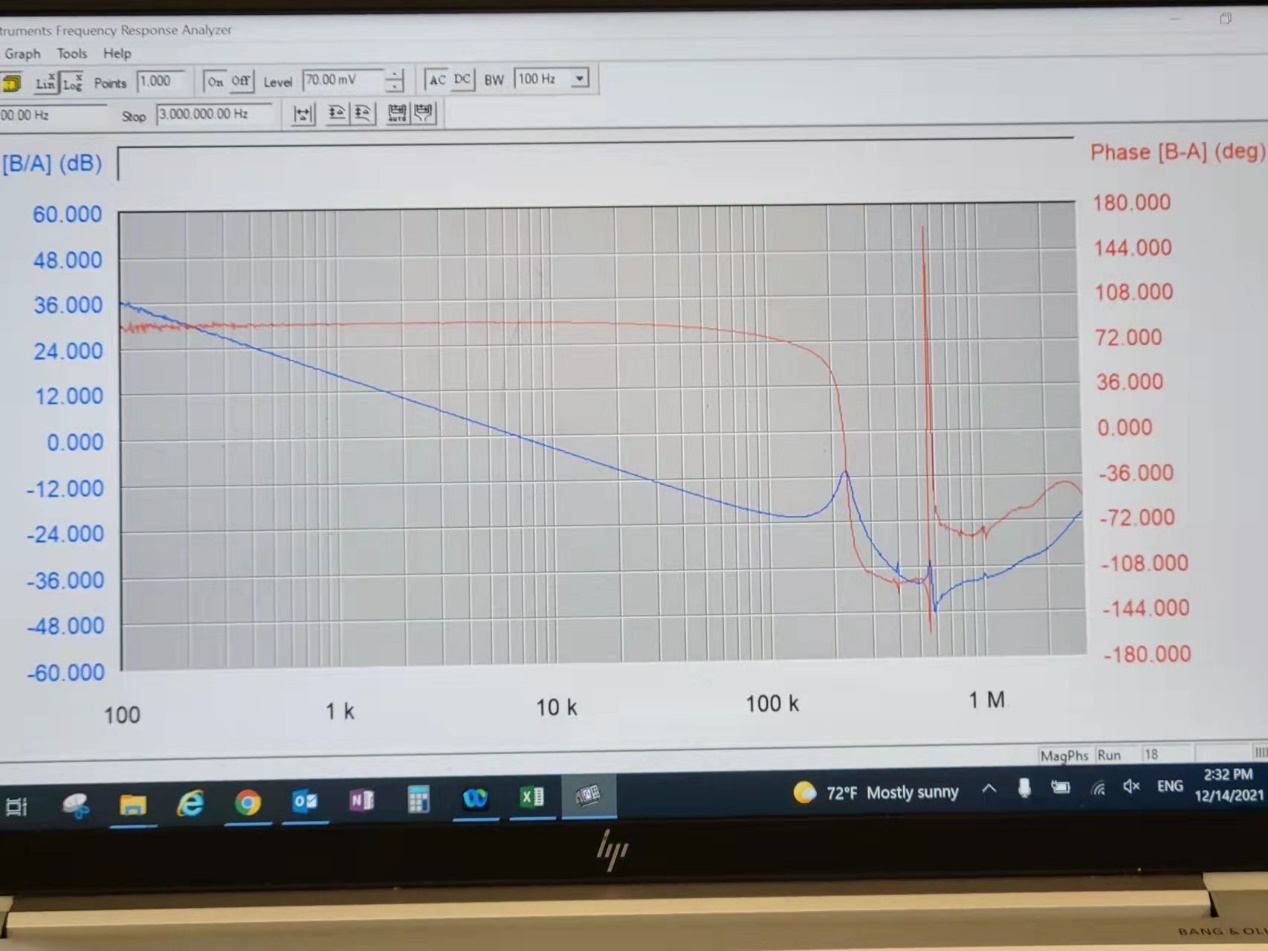 truments Frequency Response Analyzer
Graph Tools Help
Lin x Log x Points 1,000 On Off Level 70.00 mV AC DC BW 100 Hz
00.00 Hz Stop 3,000,000.00 Hz AUTO
[B/A] (dB) Phase [B-A] (deg)
60.000 180.000
48.000 144.000
36.000 108.000
24.000 72.000
12.000 36.000
0.000 0.000
-12.000 -36.000
-24.000 -72.000
-36.000 -108.000
-48.000 -144.000
-60.000 -180.000
100 1 k 10 k 100 k 1 M
MagPhs Run 18
72°F Mostly sunny ENG 2:32 PM
12/14/2021
hp
BANG & OLU